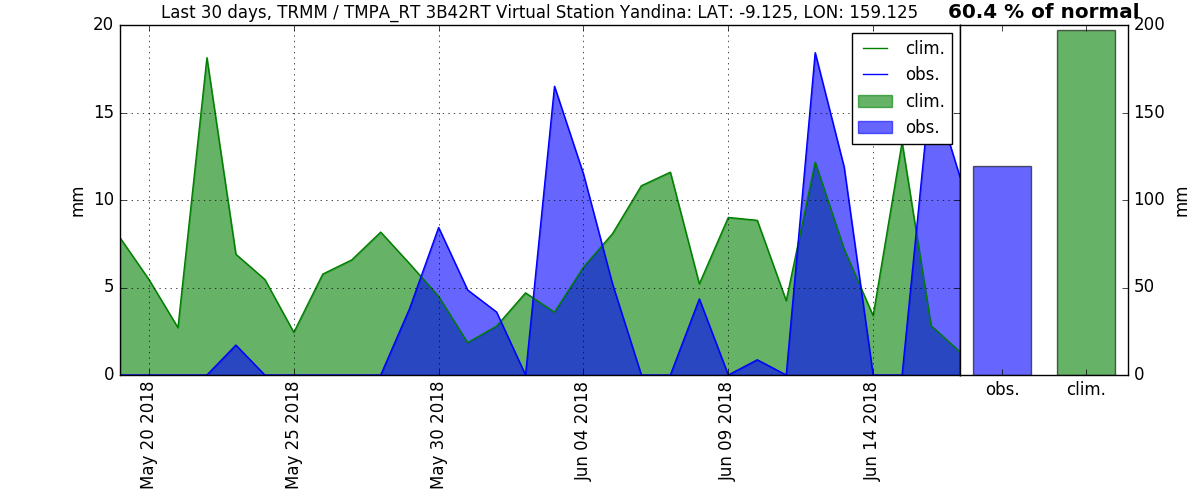 Last 30 days, TRMM / TMPA_RT 3B42RT Virtual Station Yandina: LAT: -9.125, LON: 159.125
60.4 % of normal
20
15
10
5
0
mm
clim.
obs.
clim.
obs.
200
150
100
50
0
mm
obs.
clim.
May 20 2018
May 25 2018
May 30 2018
Jun 04 2018
Jun 09 2018
Jun 14 2018